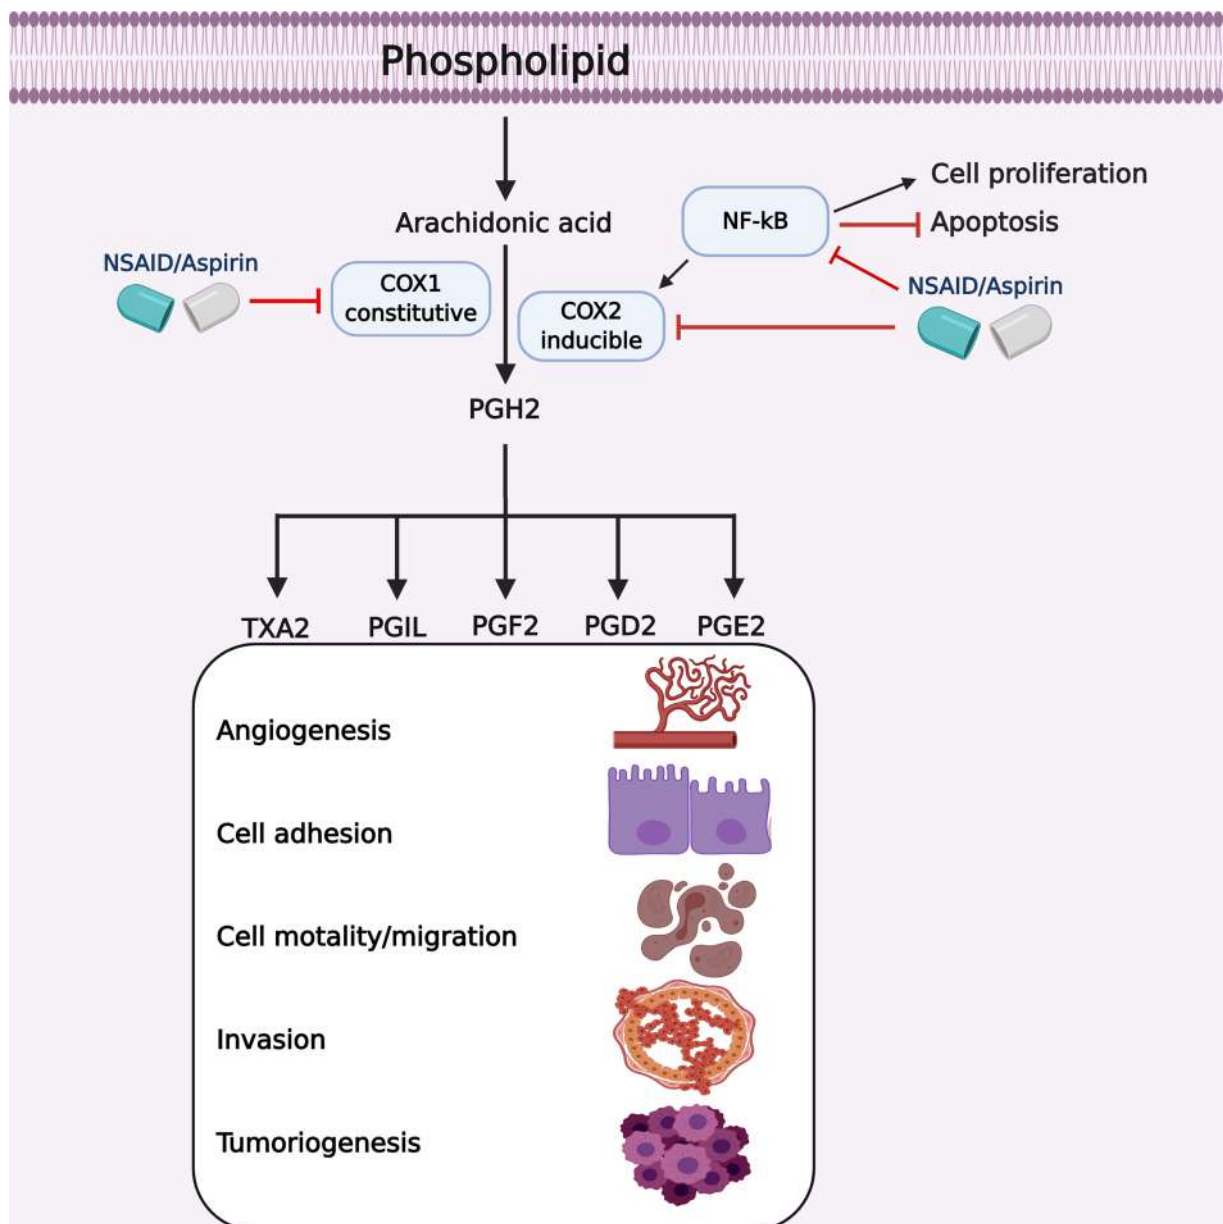 Phospholipid
Arachidonic acid
NF-kB
Cell proliferation
Apoptosis
NSAID/Aspirin
COX1
constitutive
COX2
inducible
NSAID/Aspirin
PGH2
TXA2 PGIL PGF2 PGD2 PGE2
Angiogenesis
Cell adhesion
Cell motality/migration
Invasion
Tumoriogenesis